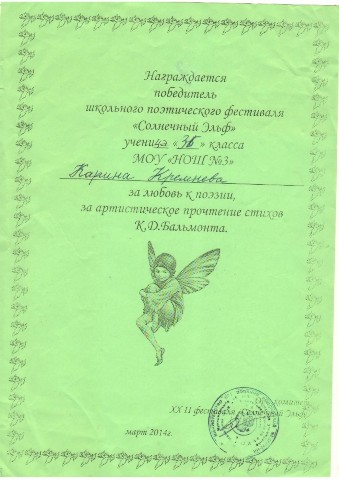 Награждается
победитель
школьного поэтического фестиваля
«Солнечный Эльф»
ученица «3Б» класса
МОУ «НОШ №3»
Карина Кремнева
за любовь к поэзии,
за артистическое прочтение стихов
К.Д.Бальмонта.
XX II фестиваля «Солнечный Эльф»
март 2014г.